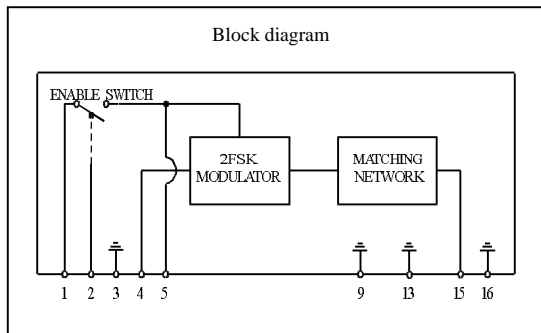 Block diagram
ENABLE SWITCH
2FSK
MODULATOR
MATCHING
NETWORK
1 2 3 4 5 9 13 15 16